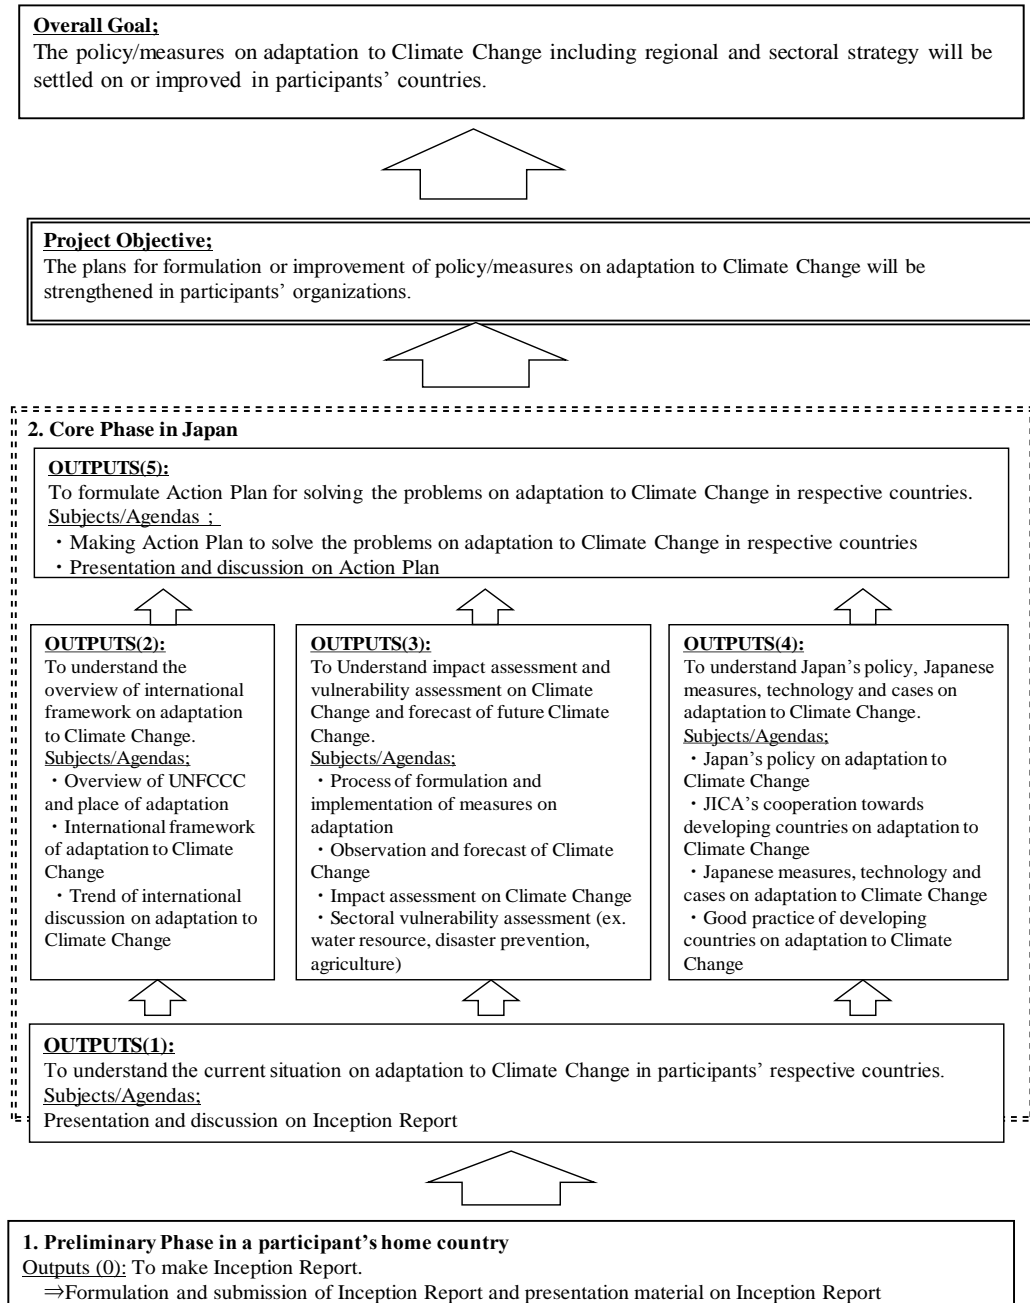 Overall Goal;
The policy/measures on adaptation to Climate Change including regional and sectoral strategy will be
settled on or improved in participants’ countries.
Project Objective;
The plans for formulation or improvement of policy/measures on adaptation to Climate Change will be
strengthened in participants’ organizations.
2. Core Phase in Japan
OUTPUTS(5):
To formulate Action Plan for solving the problems on adaptation to Climate Change in respective countries.
Subjects/Agendas ;
・Making Action Plan to solve the problems on adaptation to Climate Change in respective countries
・Presentation and discussion on Action Plan
OUTPUTS(2):
To understand the
overview of international
framework on adaptation
to Climate Change.
Subjects/Agendas;
・Overview of UNFCCC
and place of adaptation
・International framework
of adaptation to Climate
Change
・Trend of international
discussion on adaptation to
Climate Change
OUTPUTS(3):
To Understand impact assessment and
vulnerability assessment on Climate
Change and forecast of future Climate
Change.
Subjects/Agendas;
・Process of formulation and
implementation of measures on
adaptation
・Observation and forecast of Climate
Change
・Impact assessment on Climate Change
・Sectoral vulnerability assessment (ex.
water resource, disaster prevention,
agriculture)
OUTPUTS(4):
To understand Japan’s policy, Japanese
measures, technology and cases on
adaptation to Climate Change.
Subjects/Agendas;
・Japan’s policy on adaptation to
Climate Change
・JICA’s cooperation towards
developing countries on adaptation to
Climate Change
・Japanese measures, technology and
cases on adaptation to Climate Change
・Good practice of developing
countries on adaptation to Climate
Change
OUTPUTS(1):
To understand the current situation on adaptation to Climate Change in participants’ respective countries.
Subjects/Agendas;
Presentation and discussion on Inception Report
1. Preliminary Phase in a participant’s home country
Outputs (0): To make Inception Report.
⇒Formulation and submission of Inception Report and presentation material on Inception Report